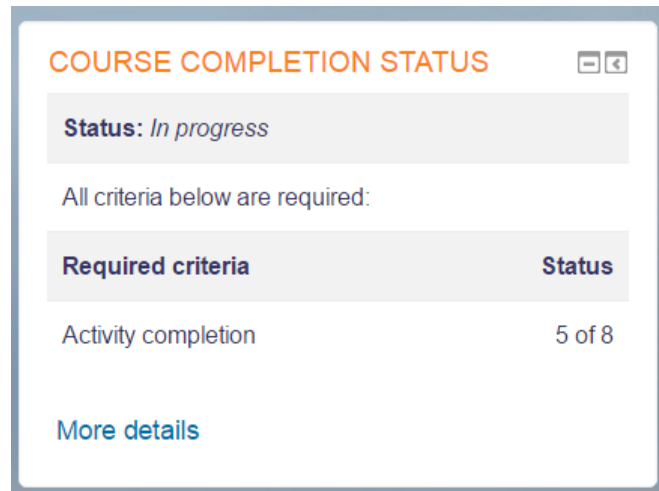 COURSE COMPLETION STATUS
Status: In progress
All criteria below are required:
Required criteria Status
Activity completion 5 of 8
More details